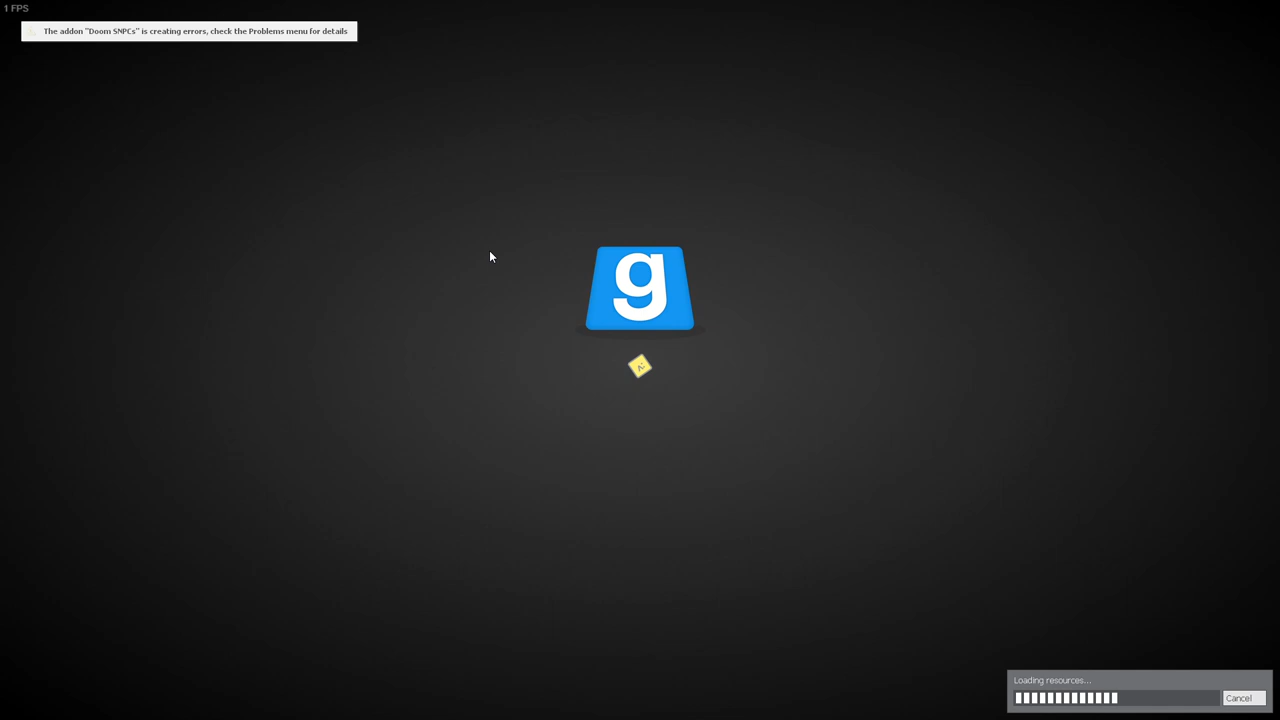 1 FPS
The addon "Doom SNPCs" is creating errors, check the Problems menu for details
g
Loading resources...
Cancel